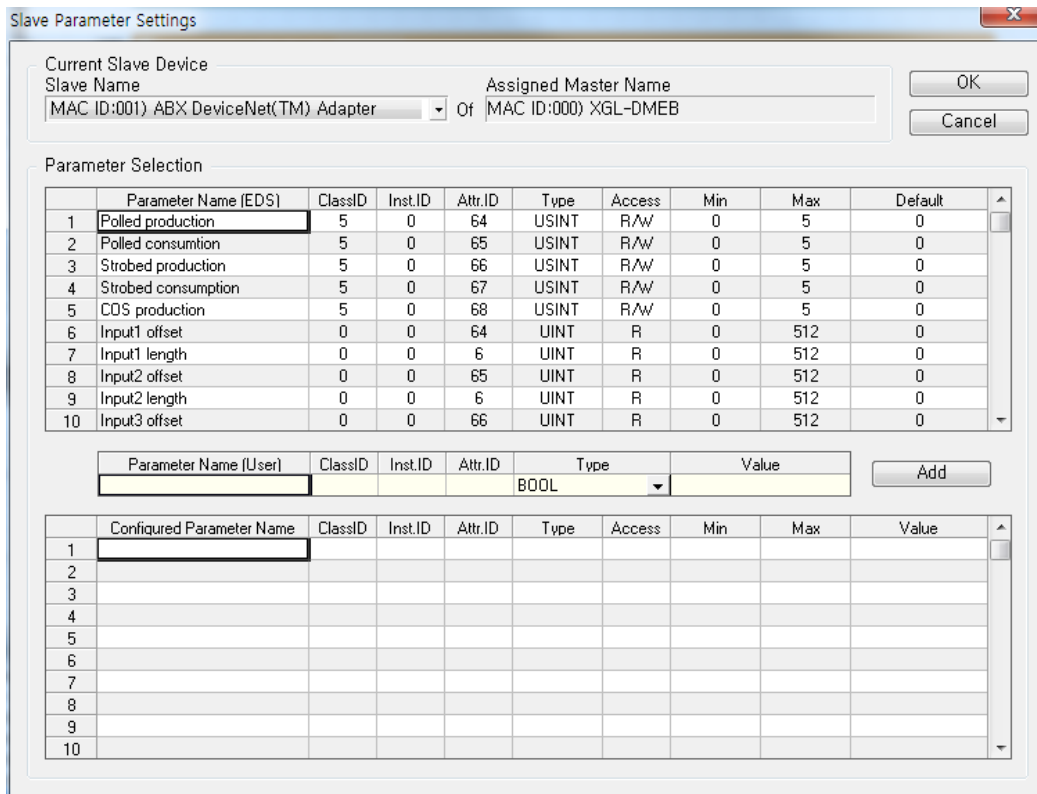 Slave Parameter Settings
Current Slave Device
Slave Name Assigned Master Name
MAC ID:001) ABX DeviceNet(TM) Adapter Of MAC ID:000) XGL-DMEB
OK
Cancel
Parameter Selection
Parameter Name (EDS) ClassID Inst.ID Attr.ID Type Access Min Max Default
1 Polled production 5 0 64 USINT R/W 0 5 0
2 Polled consumtion 5 0 65 USINT R/W 0 5 0
3 Strobed production 5 0 66 USINT R/W 0 5 0
4 Strobed consumption 5 0 67 USINT R/W 0 5 0
5 COS production 5 0 68 USINT R/W 0 5 0
6 Input1 offset 0 0 64 UINT R 0 512 0
7 Input1 length 0 0 6 UINT R 0 512 0
8 Input2 offset 0 0 65 UINT R 0 512 0
9 Input2 length 0 0 6 UINT R 0 512 0
10 Input3 offset 0 0 66 UINT R 0 512 0
Parameter Name (User) ClassID Inst.ID Attr.ID Type Value
BOOL
Add
Configured Parameter Name ClassID Inst.ID Attr.ID Type Access Min Max Value
1
2
3
4
5
6
7
8
9
10